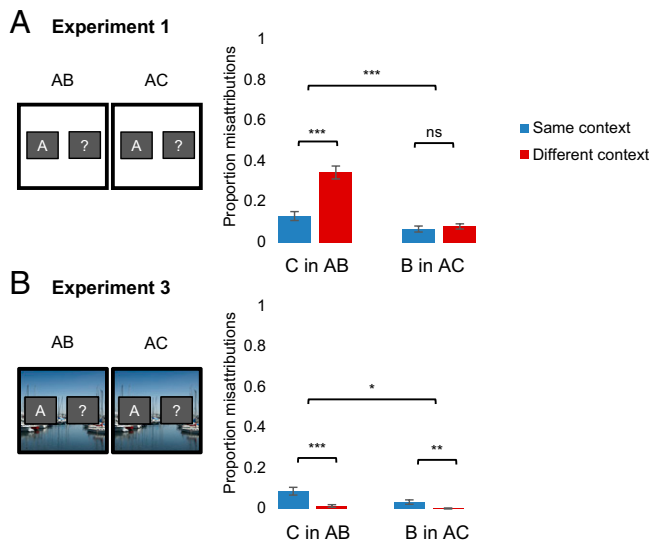 A Experiment 1
AB AC
A ? A ?
Proportion misattributions
1
0.8
0.6
0.4
0.2
0
***
***
ns
C in AB B in AC
Same context
Different context
B Experiment 3
AB AC
A ? A ?
Proportion misattributions
1
0.8
0.6
0.4
0.2
0
*
***
**
C in AB B in AC